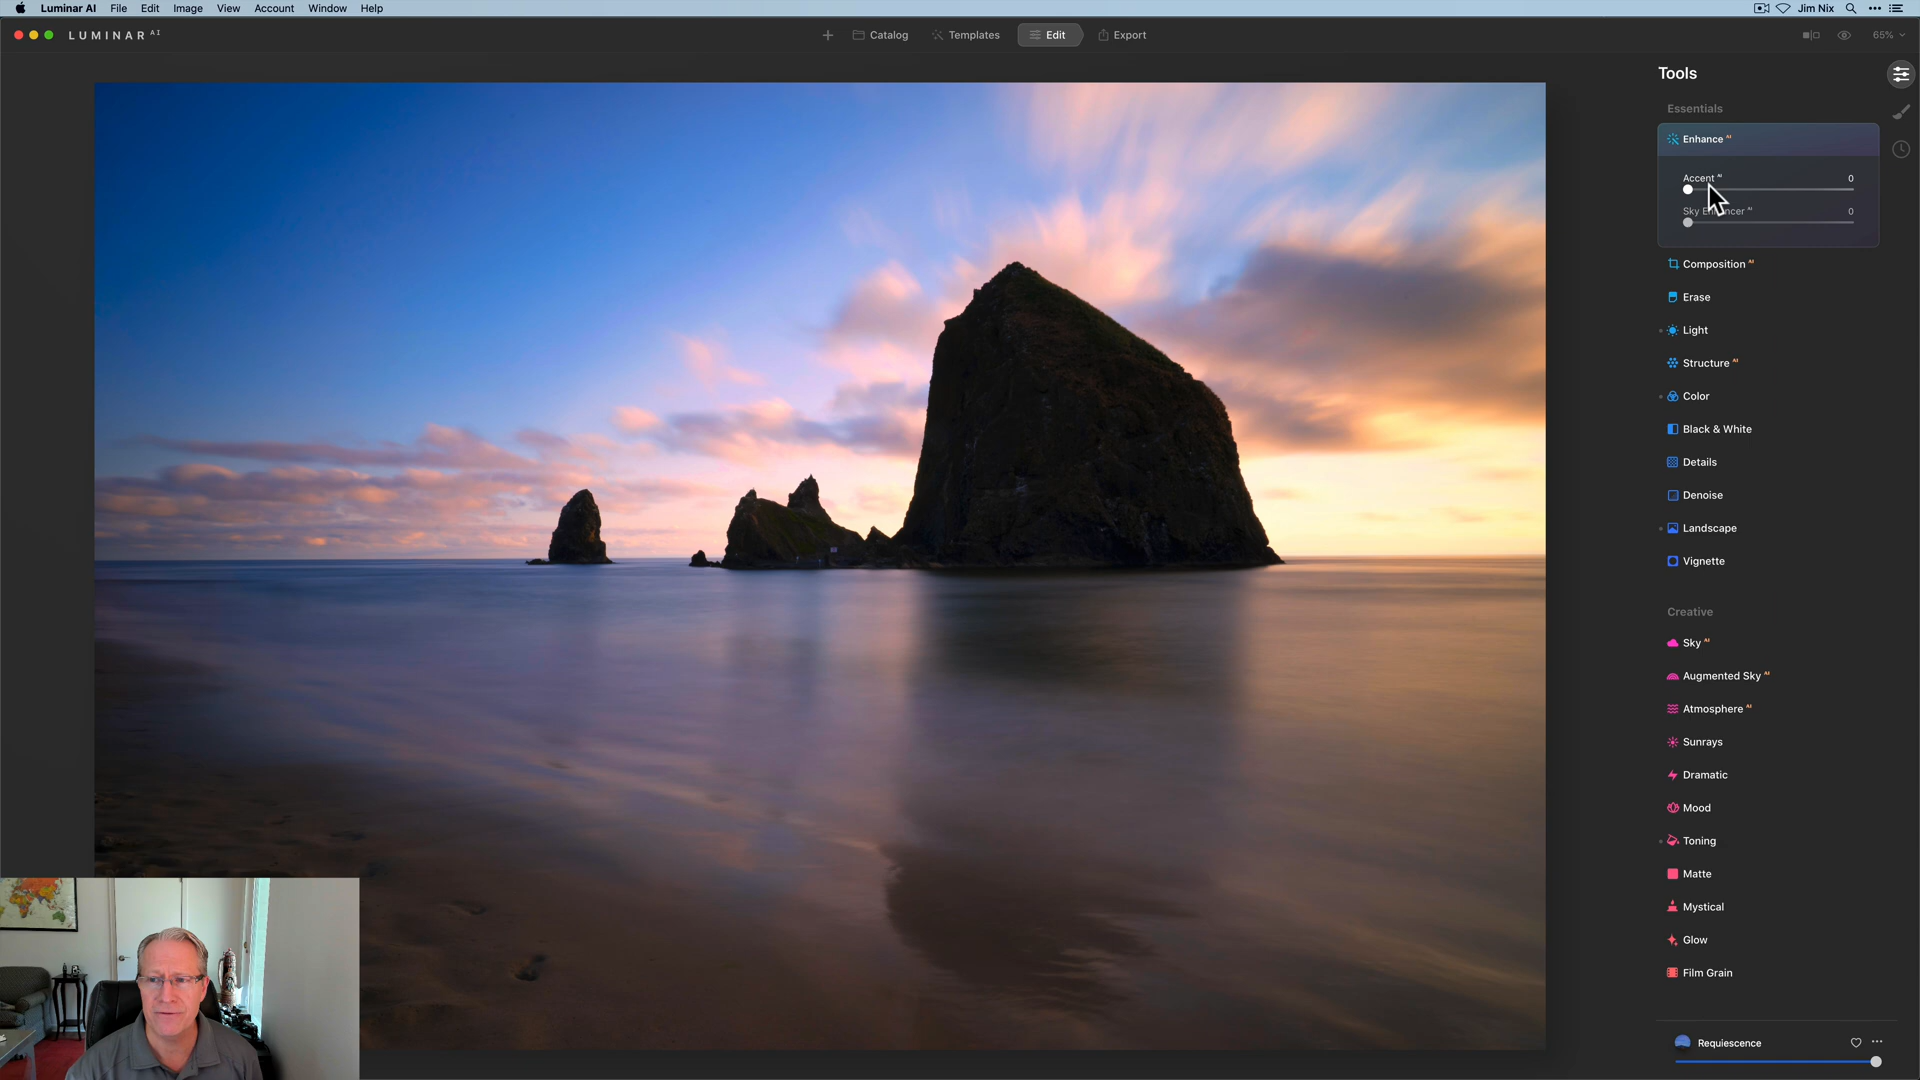 Luminar AI File Edit Image View Account Window Help Jim Nix
LUMINAR AI Catalog Templates Edit Export 65%
Tools
Essentials
Enhance AI
Accent AI 0
Sky Enhancer AI 0
Composition AI
Erase
Light
Structure AI
Color
Black & White
Details
Denoise
Landscape
Vignette
Creative
Sky AI
Augmented Sky AI
Atmosphere AI
Sunrays
Dramatic
Mood
Toning
Matte
Mystical
Glow
Film Grain
Requiescence